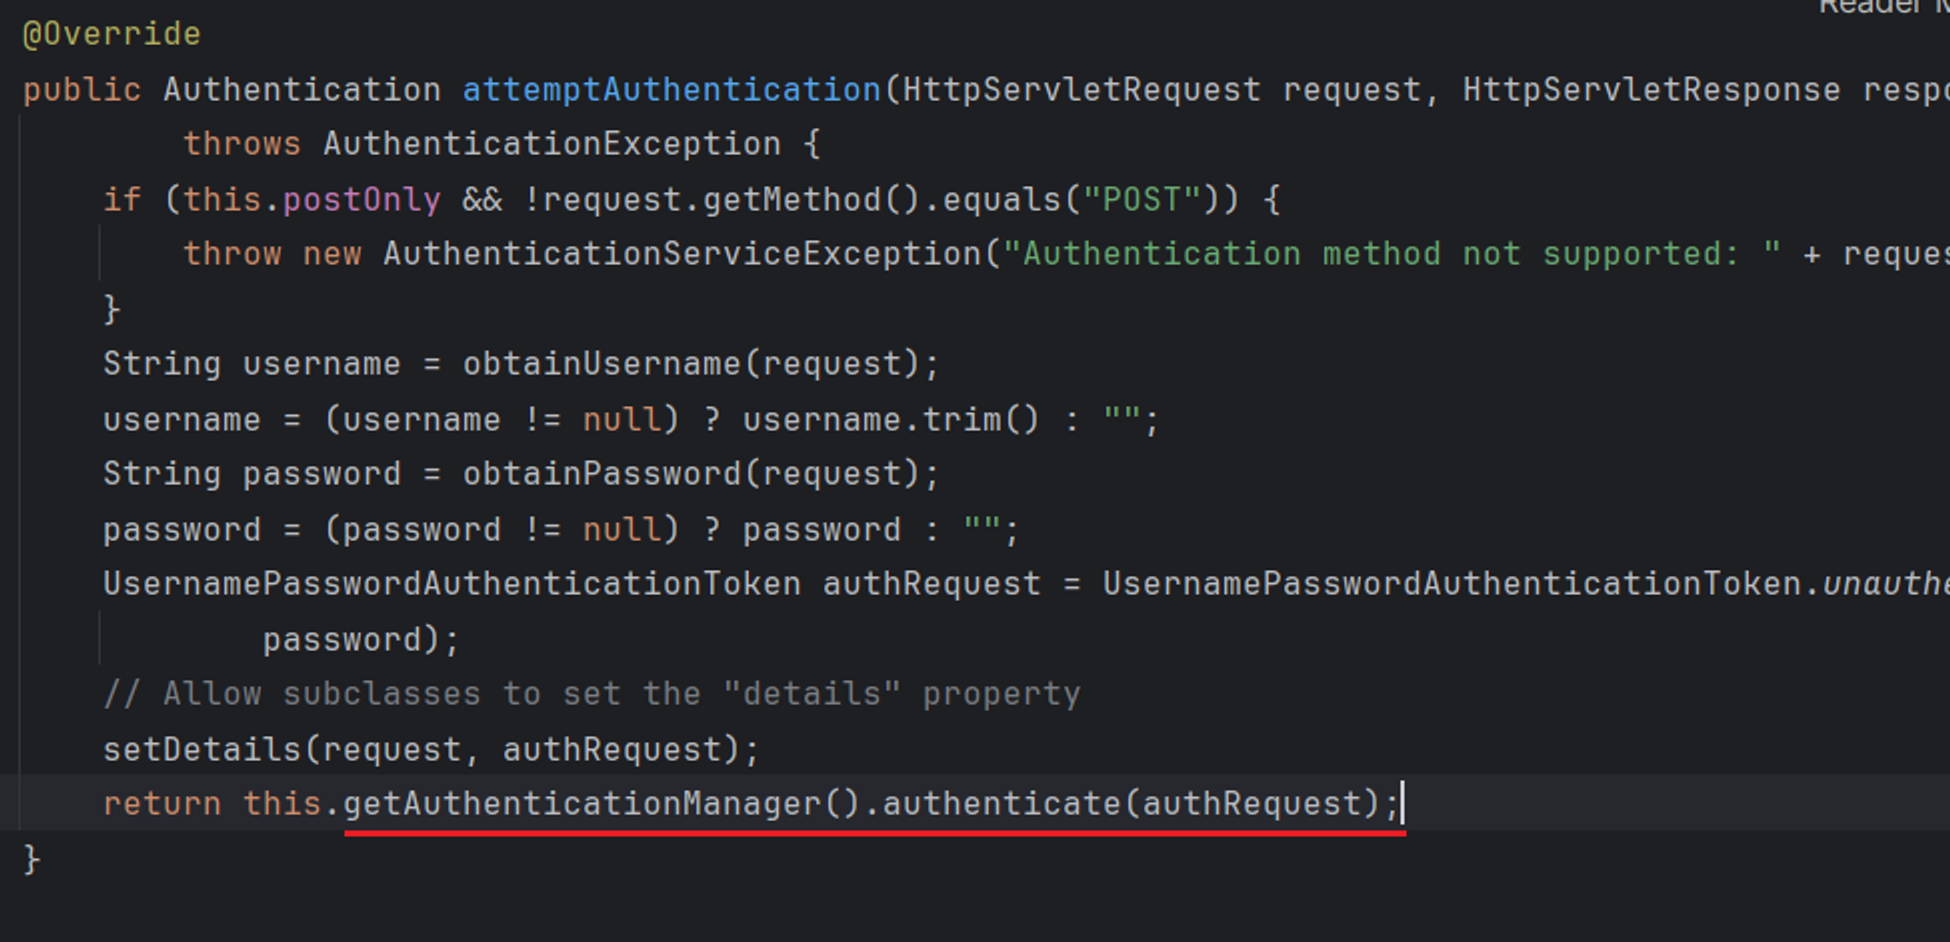 Reader
@Override
public Authentication attemptAuthentication(HttpServletRequest request, HttpServletResponse
throws AuthenticationException {
if (this.postOnly && !request.getMethod().equals("POST")) {
throw new AuthenticationServiceException("Authentication method not supported: " +
}
String username = obtainUsername(request);
username = (username != null) ? username.trim() : "";
String password = obtainPassword(request);
password = (password != null) ? password : "";
UsernamePasswordAuthenticationToken authRequest = UsernamePasswordAuthenticationToken.
password);
// Allow subclasses to set the "details" property
setDetails(request, authRequest);
return this.getAuthenticationManager().authenticate(authRequest);
}